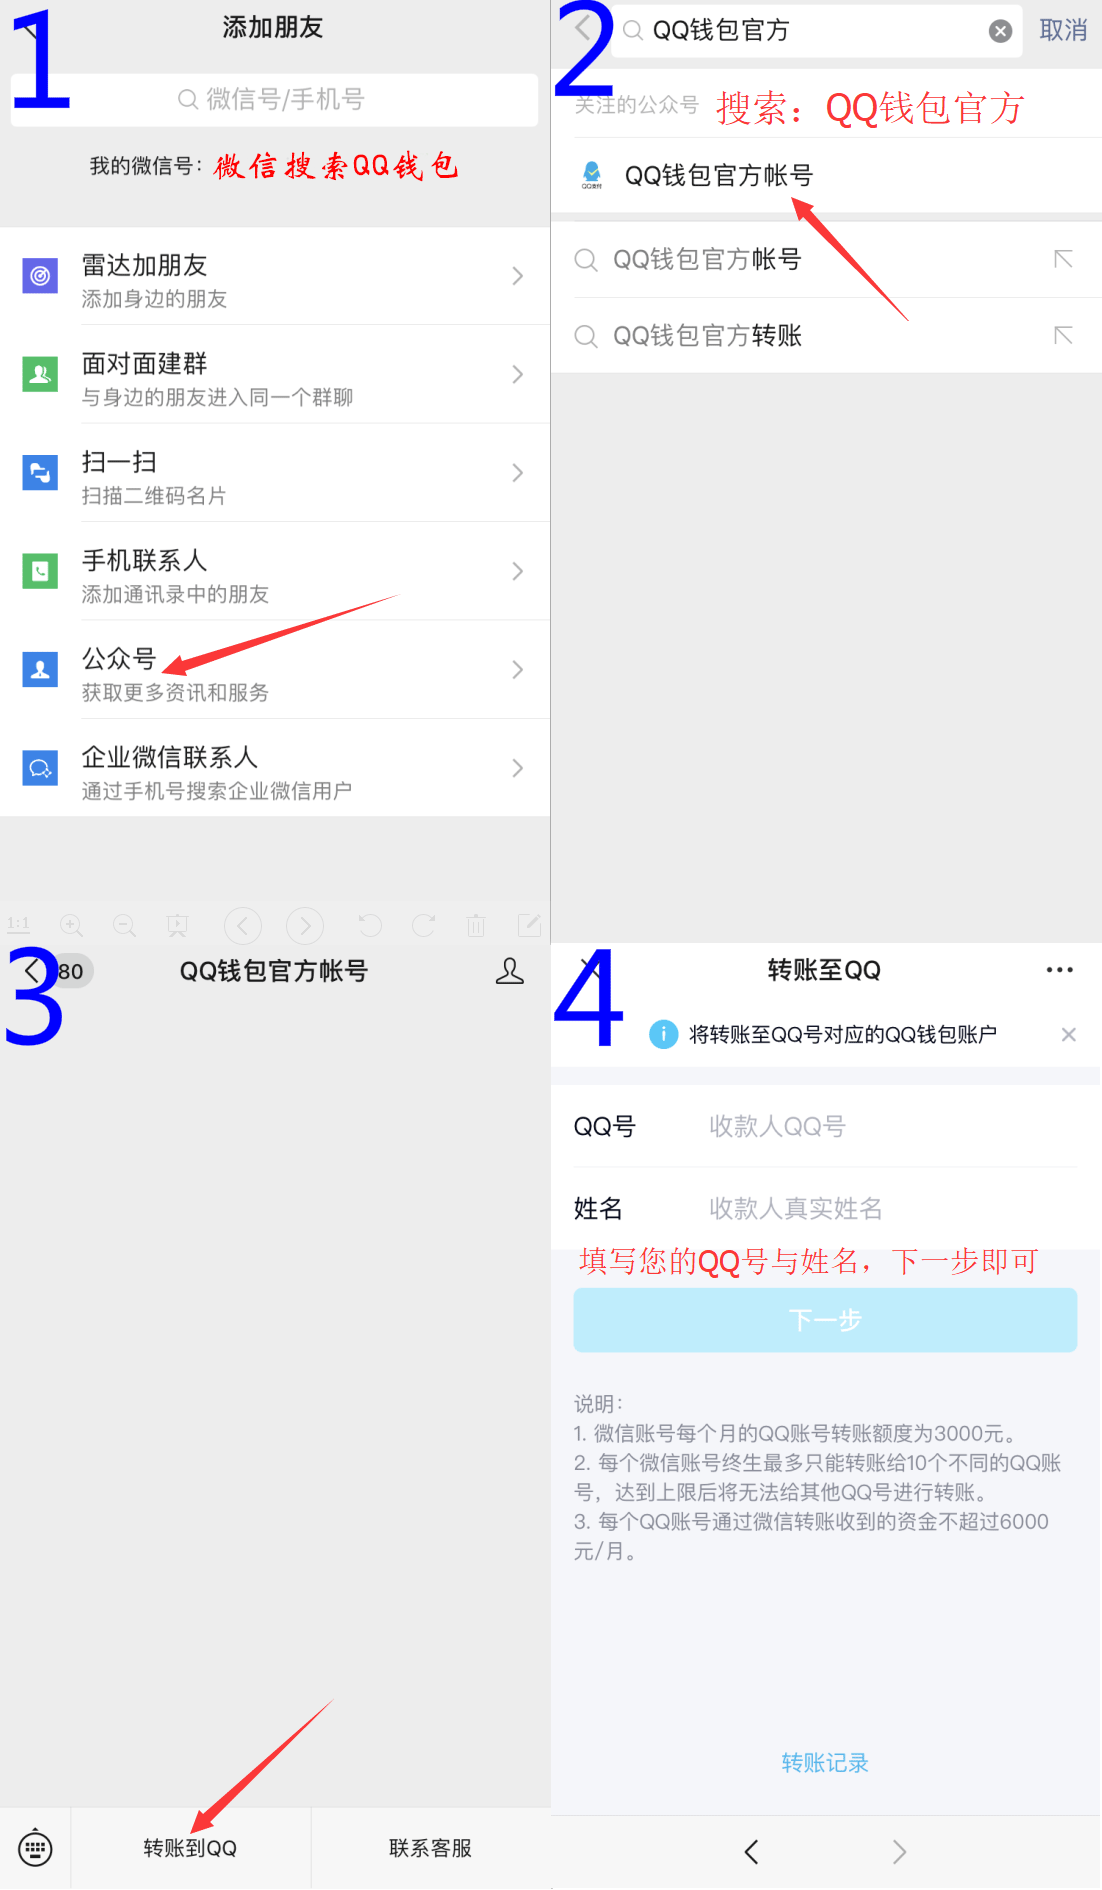 1
添加朋友
微信号/手机号
我的微信号：微信搜索QQ钱包
雷达加朋友
添加身边的朋友
面对面建群
与身边的朋友进入同一个群聊
扫一扫
扫描二维码名片
手机联系人
添加通讯录中的朋友
公众号
获取更多资讯和服务
企业微信联系人
通过手机号搜索企业微信用户
1:1
2
QQ钱包官方
取消
关注的公众号
搜索：QQ钱包官方
QQ支付
QQ钱包官方帐号
QQ钱包官方帐号
QQ钱包官方转账
3
80
QQ钱包官方帐号
转账到QQ
联系客服
4
转账至QQ
将转账至QQ号对应的QQ钱包账户
QQ号 收款人QQ号
姓名 收款人真实姓名
填写您的QQ号与姓名，下一步即可
下一步
说明：
1. 微信账号每个月的QQ账号转账额度为3000元。
2. 每个微信账号终生最多只能转账给10个不同的QQ账
号，达到上限后将无法给其他QQ号进行转账。
3. 每个QQ账号通过微信转账收到的资金不超过6000
元/月。
转账记录